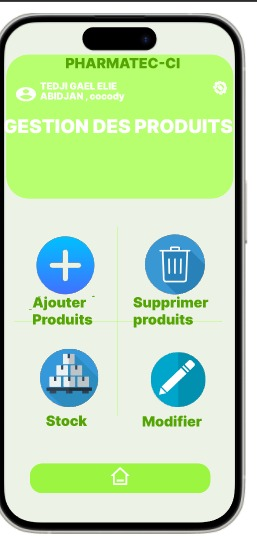 PHARMATEC-CI
TEDJI GAEL ELIE
ABIDJAN , cocody
GESTION DES PRODUITS
Ajouter
Produits
Supprimer
produits
Stock
Modifier